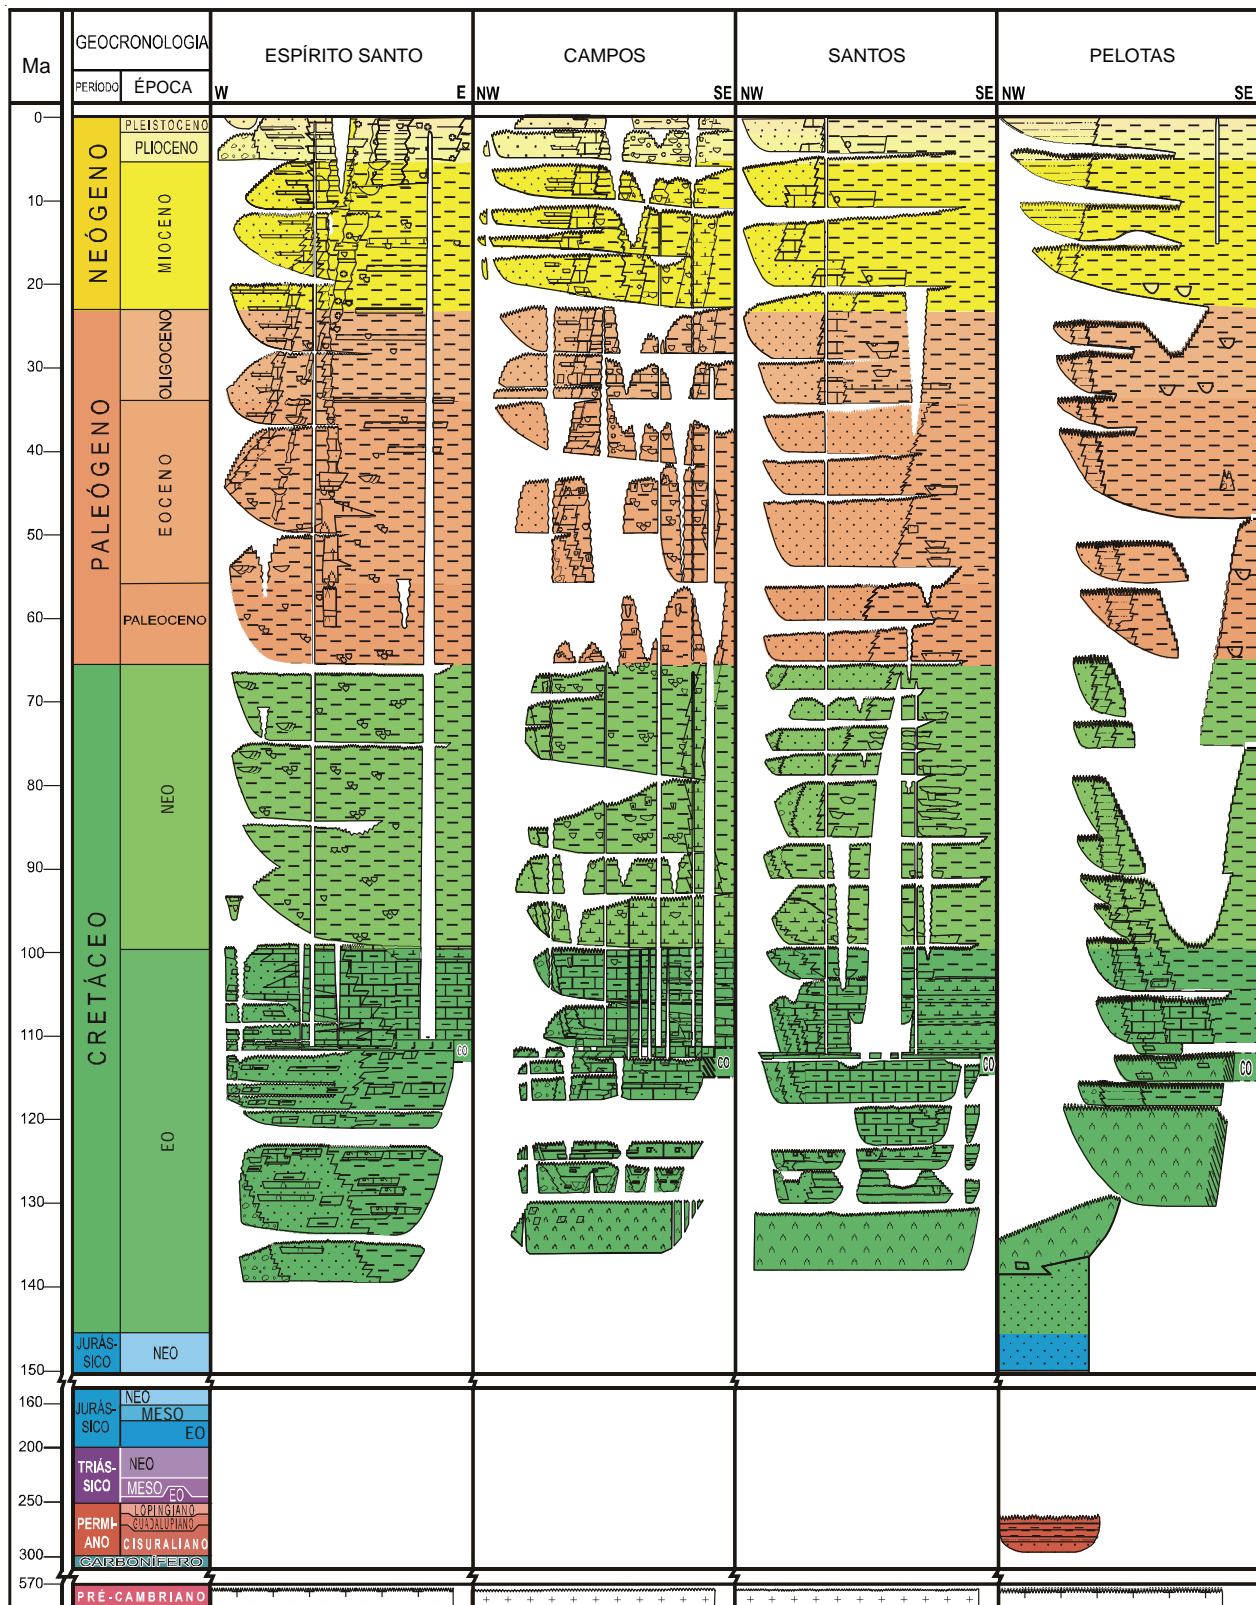 Ma
GEOCRONOLOGIA
PERÍODO ÉPOCA
ESPÍRITO SANTO
CAMPOS
SANTOS
PELOTAS
W E
NW SE
NW SE
NW SE
0
10
20
30
40
50
60
70
80
90
100
110
120
130
140
150
160
200
250
300
570
NEÓGENO
PLEISTOCENO
PLIOCENO
MIOCENO
PALEÓGENO
OLIGOCENO
EOCENO
PALEOCENO
CRETÁCEO
NEO
EO
JURÁS-
SICO
NEO
JURÁS-
SICO
NEO
MESO
EO
TRIÁS-
SICO
NEO
MESO
EO
PERMI-
ANO
LOPINGIANO
GUADALUPIANO
CISURALIANO
CARBONÍFERO
PRÉ-CAMBRIANO
CO
CO
CO
CO